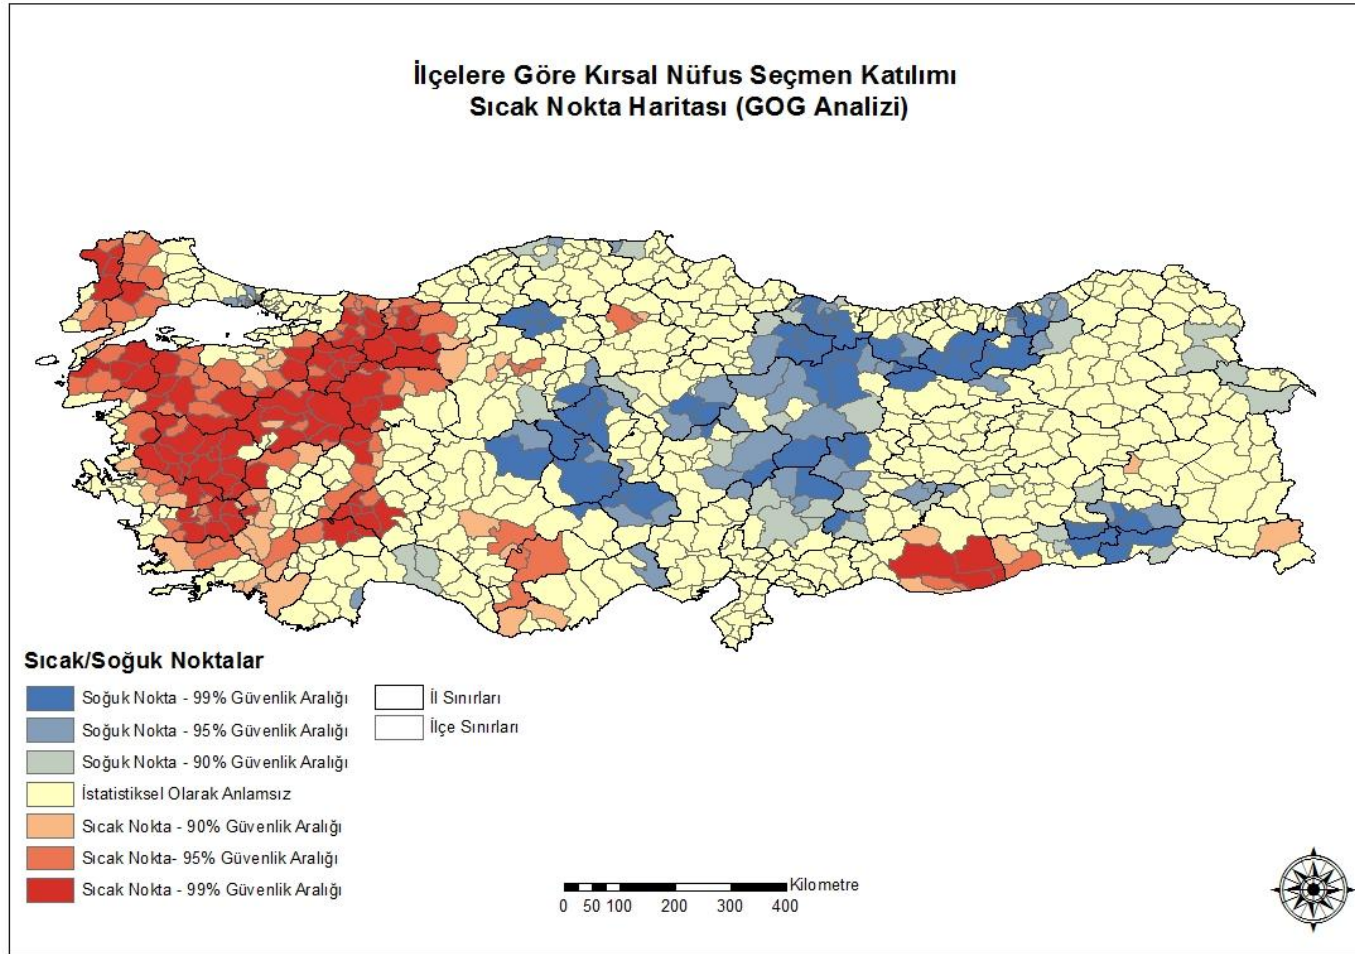 İlçelere Göre Kırsal Nüfus Seçmen Katılımı
Sıcak Nokta Haritası (GOG Analizi)
Sıcak/Soğuk Noktalar
Soğuk Nokta - 99% Güvenlik Aralığı
Soğuk Nokta - 95% Güvenlik Aralığı
Soğuk Nokta - 90% Güvenlik Aralığı
İstatistiksel Olarak Anlamsız
Sıcak Nokta - 90% Güvenlik Aralığı
Sıcak Nokta- 95% Güvenlik Aralığı
Sıcak Nokta - 99% Güvenlik Aralığı
İl Sınırları
İlçe Sınırları
Kilometre
0 50 100 200 300 400